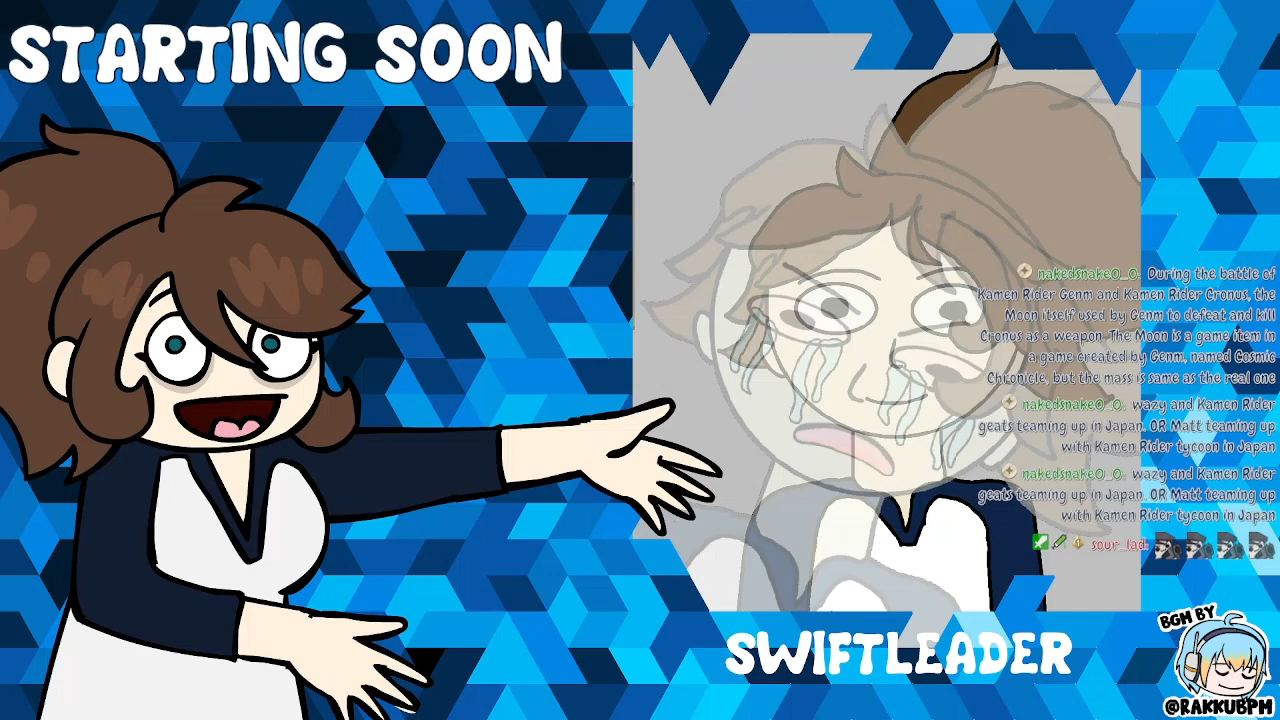 STARTING SOON
nakedsnake0_0: During the battle of
Kamen Rider Genm and Kamen Rider Cronus, the
Moon itself used by Genm to defeat and kill
Cronus as a weapon. The Moon is a game item in
a game created by Genm, named Cosmic
Chronicle, but the mass is same as the real one
nakedsnake0_0: wazy and Kamen Rider
geats teaming up in Japan. OR Matt teaming up
with Kamen Rider tycoon in Japan
nakedsnake0_0: wazy and Kamen Rider
geats teaming up in Japan. OR Matt teaming up
with Kamen Rider tycoon in Japan
sour_lad:
SWIFTLEADER
BGM BY
@RAKKUBPM